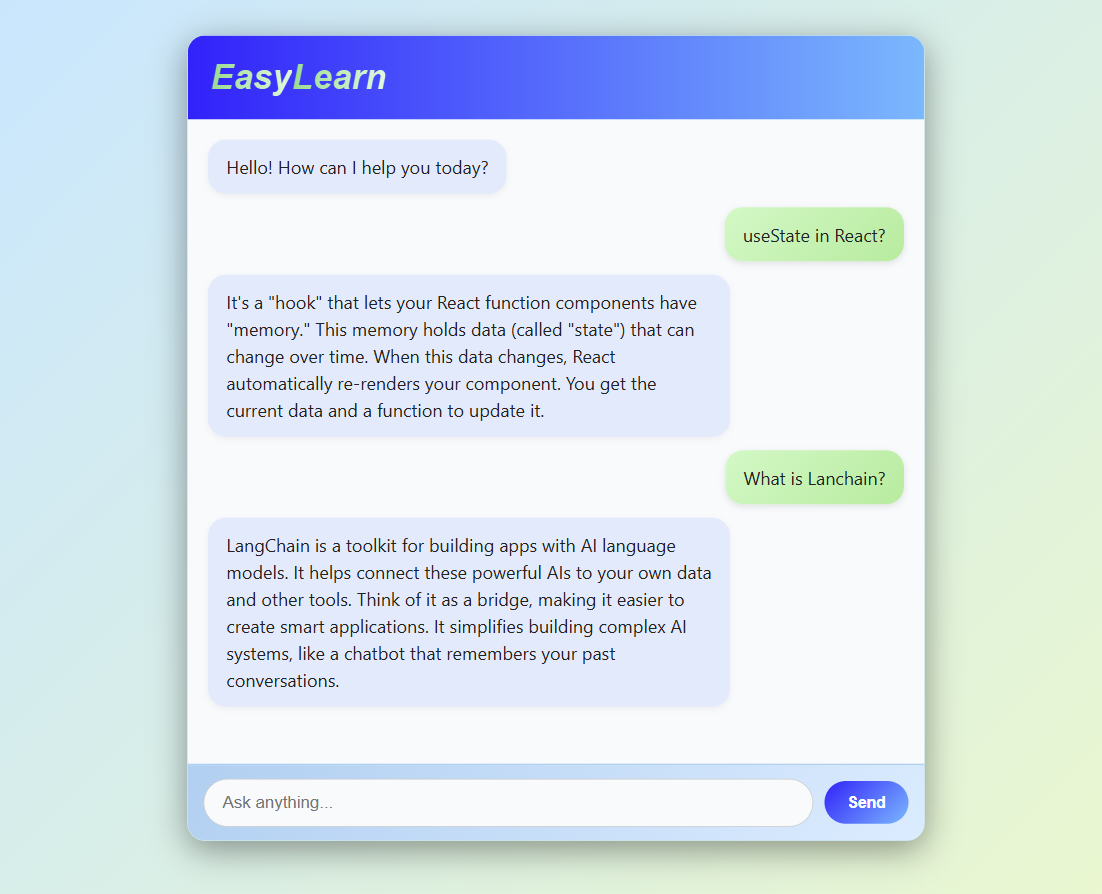 EasyLearn
Hello! How can I help you today?
useState in React?
It's a "hook" that lets your React function components have
"memory." This memory holds data (called "state") that can
change over time. When this data changes, React
automatically re-renders your component. You get the
current data and a function to update it.
What is Lanchain?
LangChain is a toolkit for building apps with AI language
models. It helps connect these powerful AIs to your own data
and other tools. Think of it as a bridge, making it easier to
create smart applications. It simplifies building complex AI
systems, like a chatbot that remembers your past
conversations.
Ask anything...
Send